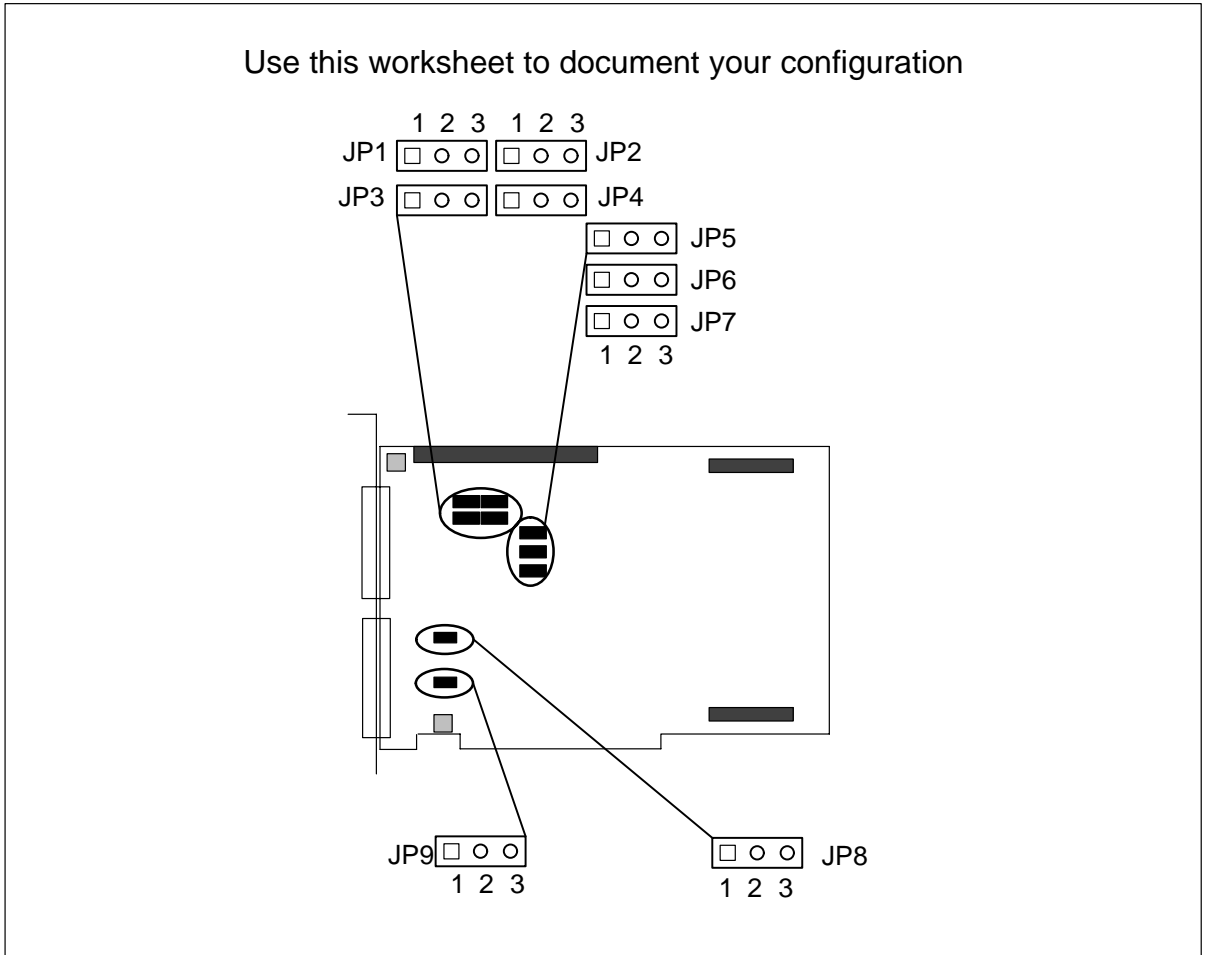 Use this worksheet to document your configuration
1 2 3 1 2 3
JP1 JP2
JP3 JP4
JP5
JP6
JP7
1 2 3
JP9 JP8
1 2 3 1 2 3